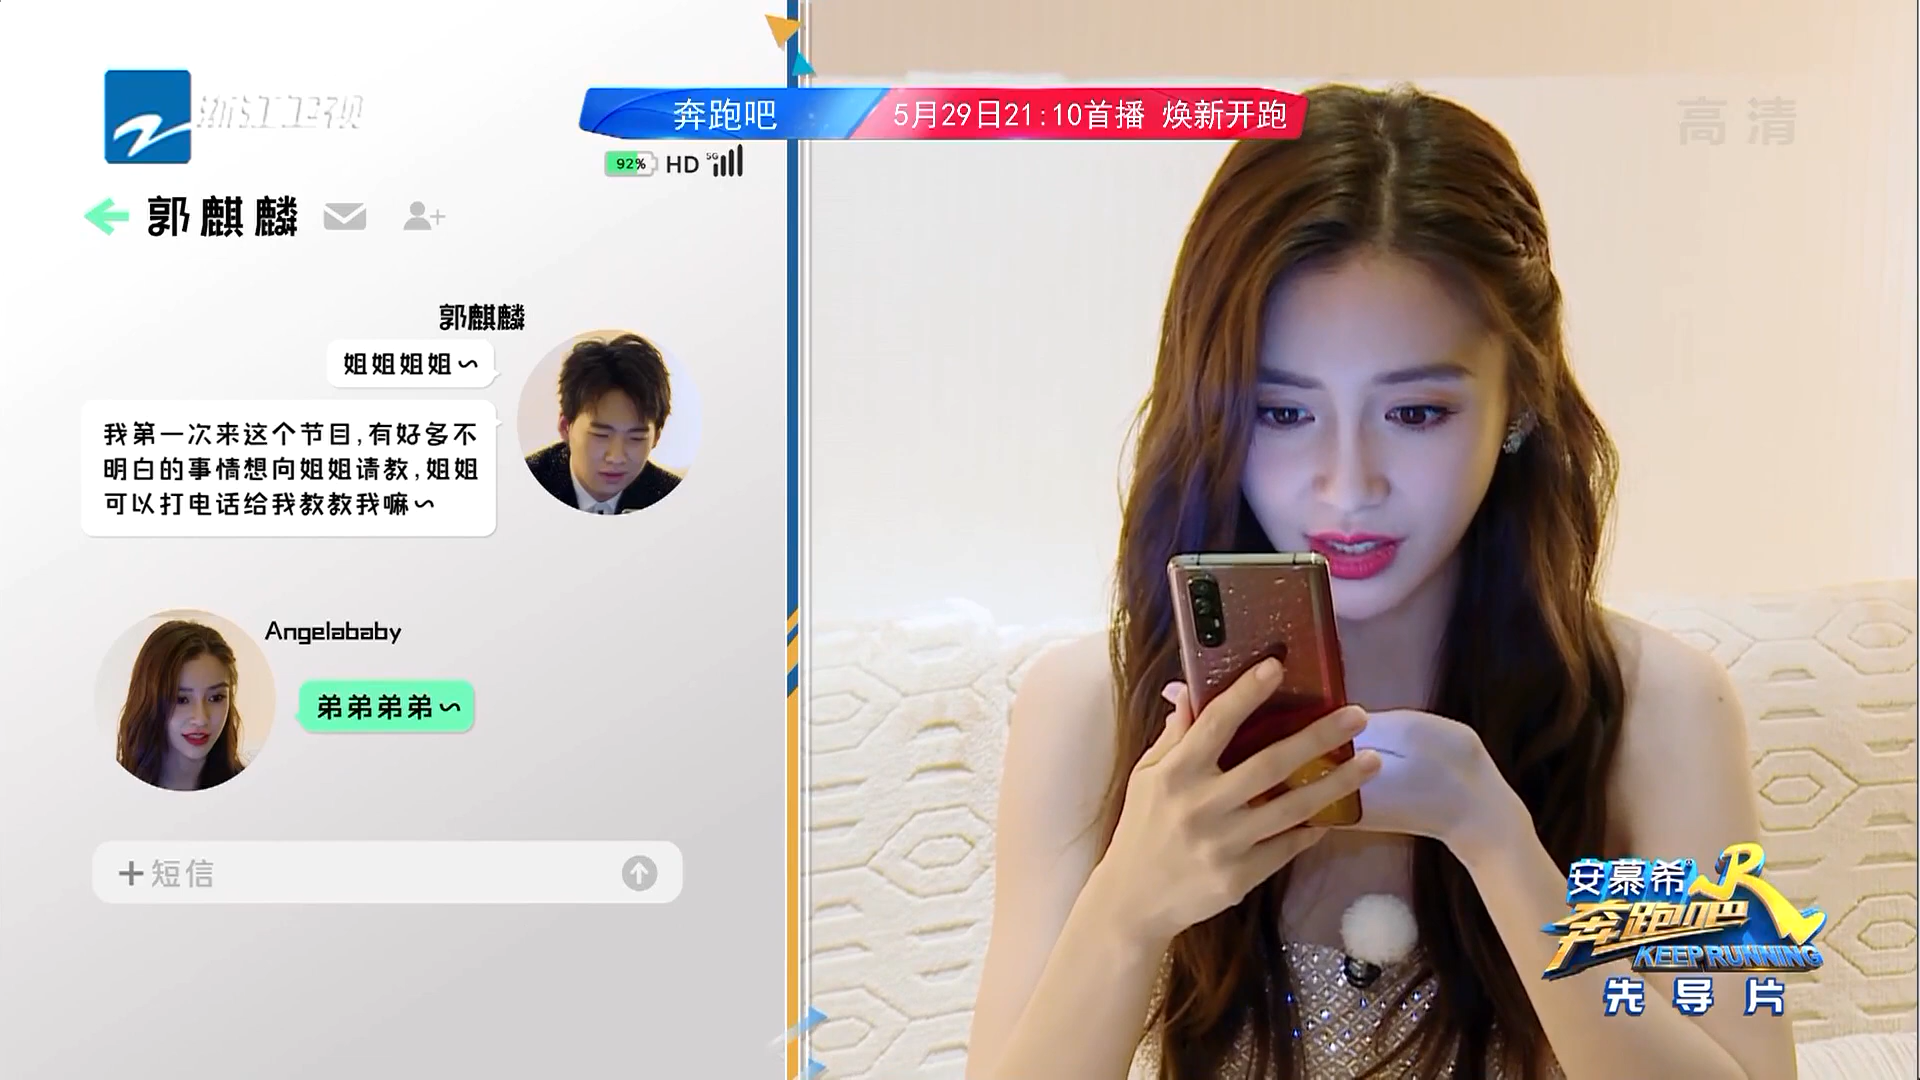 浙江卫视
奔跑吧
5月29日21:10首播 焕新开跑
高清
92% HD 5G
郭麒麟
郭麒麟
姐姐姐姐~
我第一次来这个节目,有好多不
明白的事情想向姐姐请教,姐姐
可以打电话给我教教我嘛~
Angelababy
弟弟弟弟~
+短信
安慕希
R
奔跑吧
KEEP RUNNING
先导片